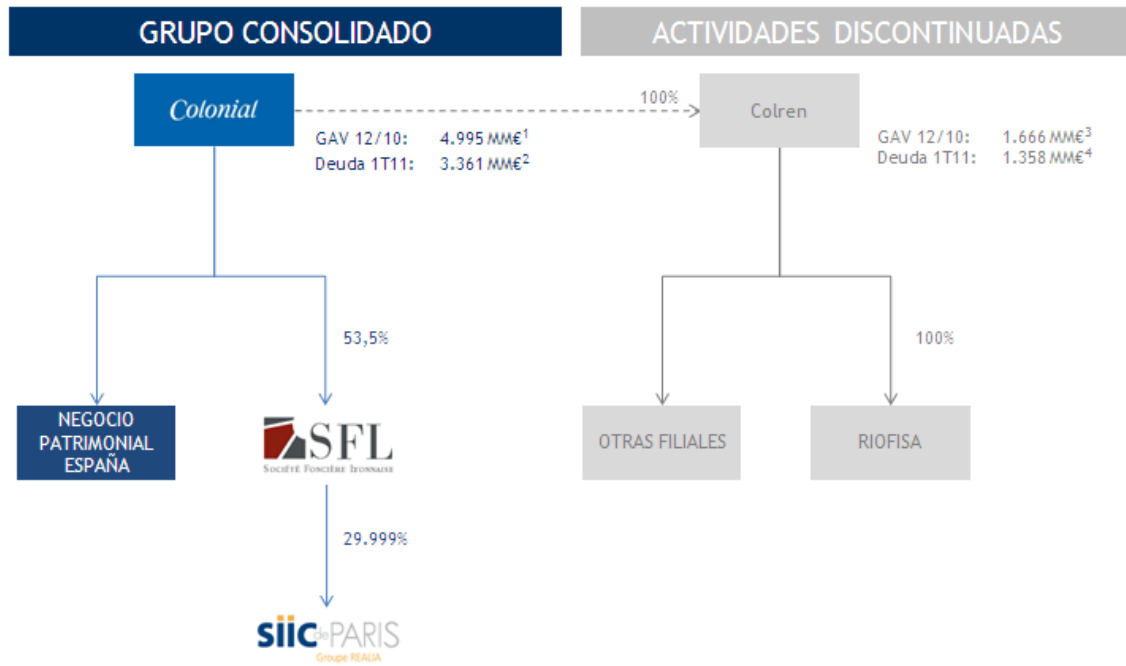 GRUPO CONSOLIDADO
ACTIVIDADES DISCONTINUADAS
Colonial
100%
Colren
GAV 12/10: 4.995 MM€¹
Deuda 1T11: 3.361 MM€²
GAV 12/10: 1.666 MM€³
Deuda 1T11: 1.358 MM€⁴
53,5%
100%
NEGOCIO
PATRIMONIAL
ESPAÑA
SFL
SOCIÉTÉ FONCIÈRE LYONNAISE
OTRAS FILIALES
RIOFISA
29.999%
siic de PARIS
Groupe REALIA